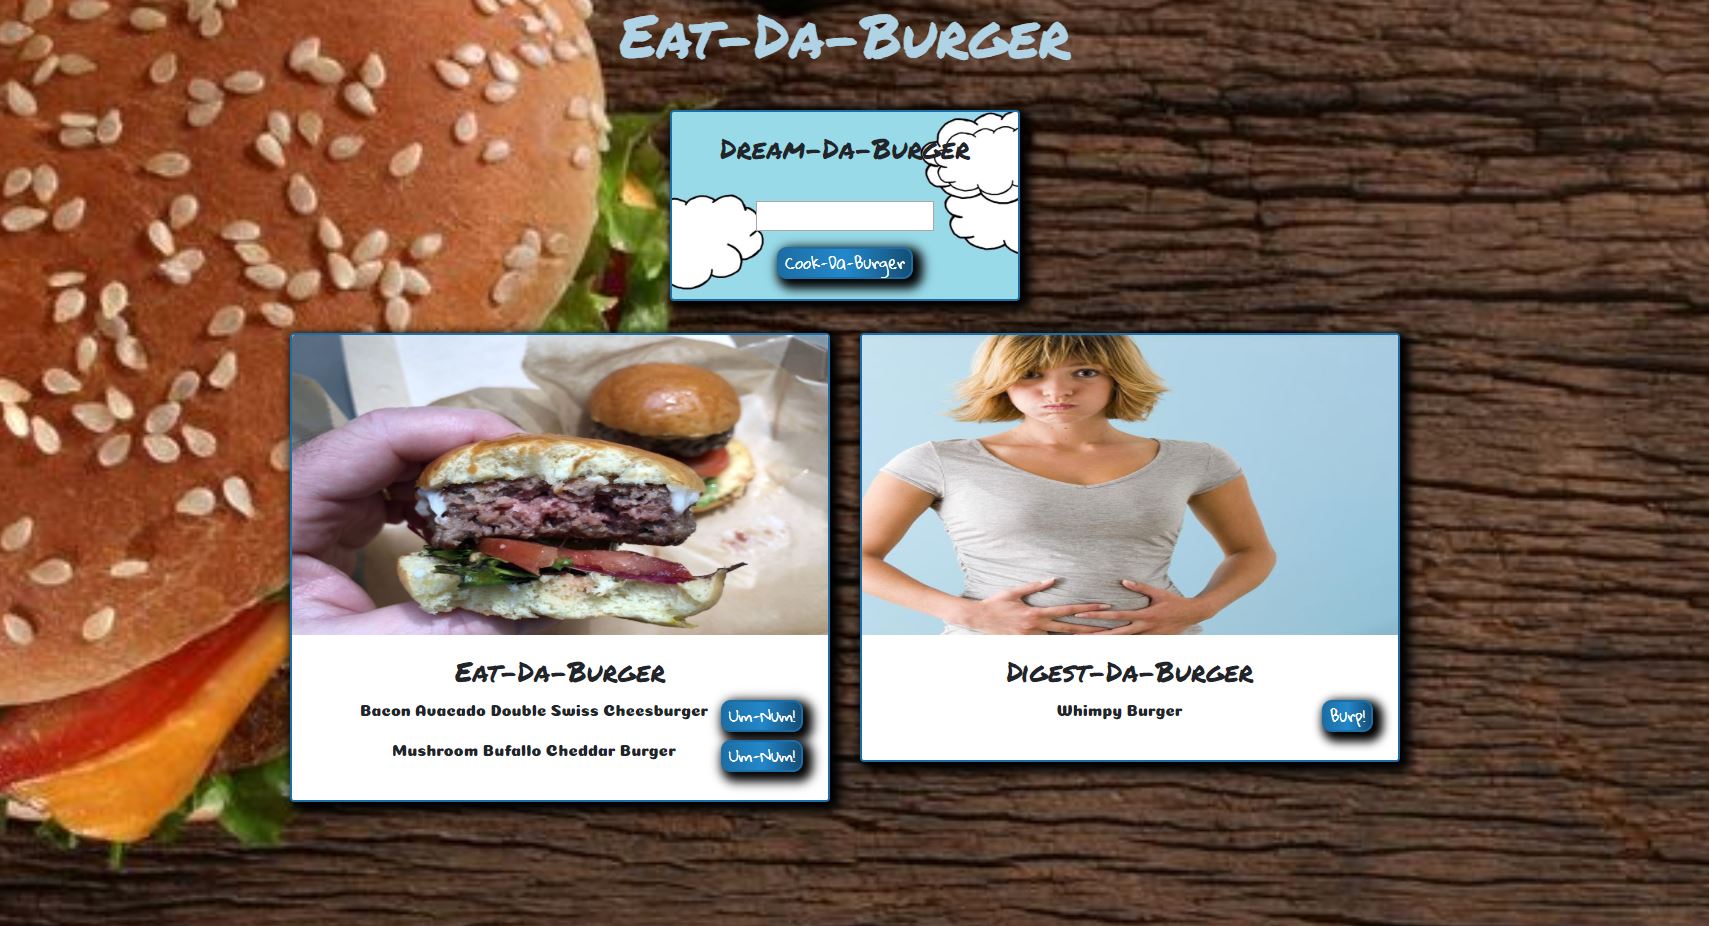 Eat-Da-Burger
Dream-Da-Burger
Cook-Da-Burger
Eat-Da-Burger
Bacon Avacado Double Swiss Cheesburger
Um-Num!
Mushroom Bufallo Cheddar Burger
Um-Num!
Digest-Da-Burger
Whimpy Burger
Burp!